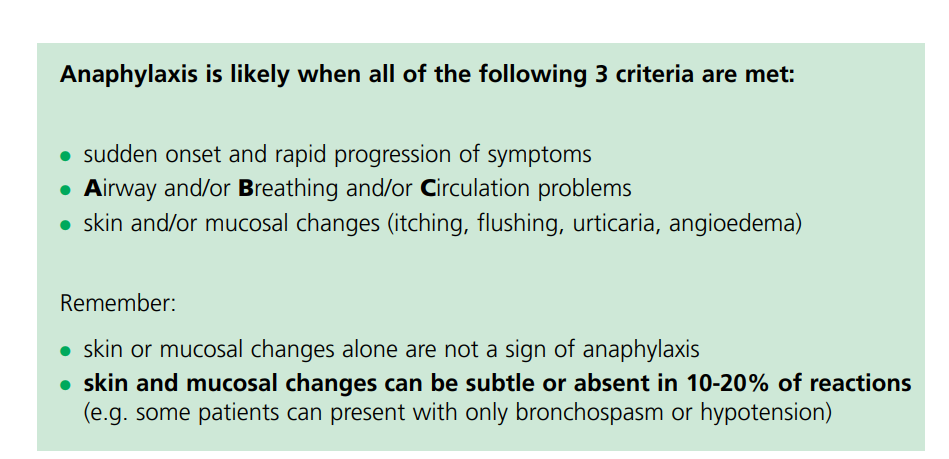 Anaphylaxis is likely when all of the following 3 criteria are met:
• sudden onset and rapid progression of symptoms
• Airway and/or Breathing and/or Circulation problems
• skin and/or mucosal changes (itching, flushing, urticaria, angioedema)
Remember:
• skin or mucosal changes alone are not a sign of anaphylaxis
• skin and mucosal changes can be subtle or absent in 10-20% of reactions
(e.g. some patients can present with only bronchospasm or hypotension)